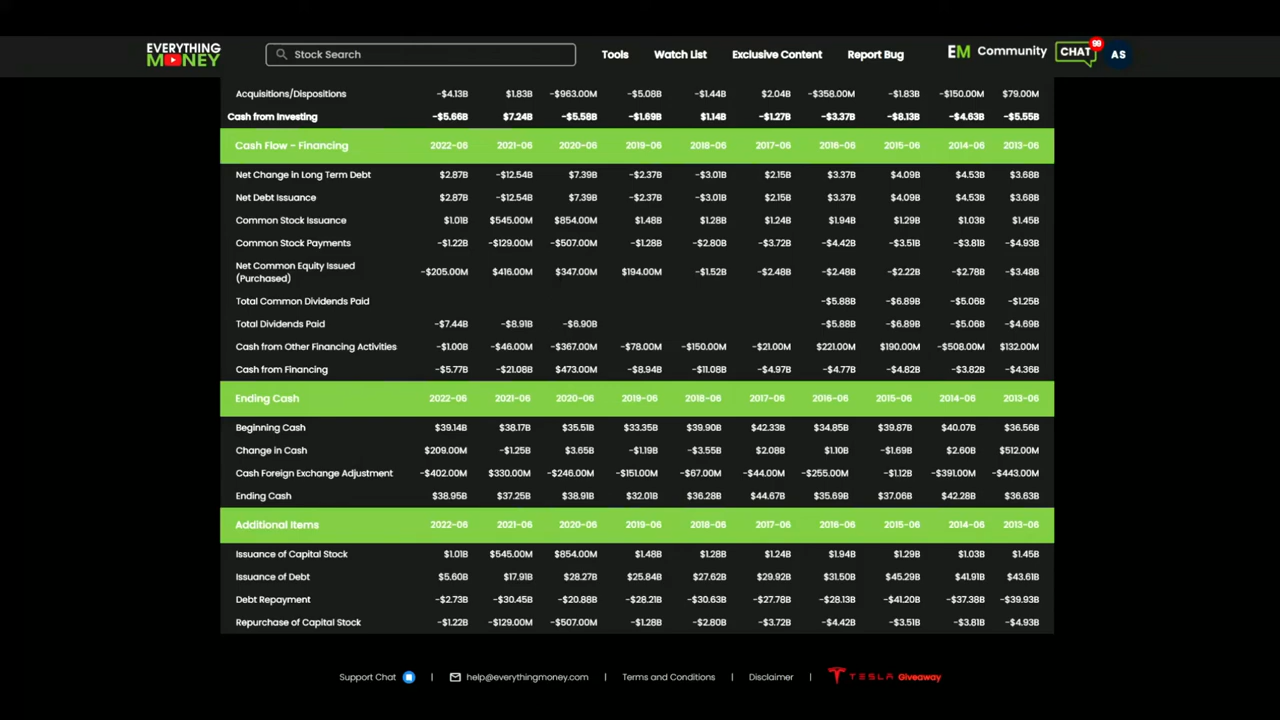 EVERYTHING
MONEY
Stock Search
Tools
Watch List
Exclusive Content
Report Bug
EM Community
CHAT
99
AS
Acquisitions/Dispositions -$4.13B $1.83B -$963.00M -$5.08B -$1.44B $2.04B -$358.00M -$1.83B -$150.00M $79.00M
Cash from Investing -$5.66B $7.24B -$5.58B -$1.69B $1.14B -$1.27B -$3.37B -$8.13B -$4.63B -$5.55B
Cash Flow - Financing 2022-06 2021-06 2020-06 2019-06 2018-06 2017-06 2016-06 2015-06 2014-06 2013-06
Net Change in Long Term Debt $2.87B -$12.54B $7.39B -$2.37B -$3.01B $2.15B $3.37B $4.09B $4.53B $3.68B
Net Debt Issuance $2.87B -$12.54B $7.39B -$2.37B -$3.01B $2.15B $3.37B $4.09B $4.53B $3.68B
Common Stock Issuance $1.01B $545.00M $854.00M $1.48B $1.28B $1.24B $1.94B $1.29B $1.03B $1.45B
Common Stock Payments -$1.22B -$129.00M -$507.00M -$1.28B -$2.80B -$3.72B -$4.42B -$3.51B -$3.81B -$4.93B
Net Common Equity Issued
(Purchased) -$205.00M $416.00M $347.00M $194.00M -$1.52B -$2.48B -$2.48B -$2.22B -$2.78B -$3.48B
Total Common Dividends Paid -$5.88B -$6.89B -$5.06B -$1.25B
Total Dividends Paid -$7.44B -$8.91B -$6.90B -$5.88B -$6.89B -$5.06B -$4.69B
Cash from Other Financing Activities -$1.00B -$46.00M -$367.00M -$78.00M -$150.00M -$21.00M $221.00M $190.00M -$508.00M $132.00M
Cash from Financing -$5.77B -$21.08B $473.00M -$8.94B -$11.08B -$4.97B -$4.77B -$4.82B -$3.82B -$4.36B
Ending Cash 2022-06 2021-06 2020-06 2019-06 2018-06 2017-06 2016-06 2015-06 2014-06 2013-06
Beginning Cash $39.14B $38.17B $35.51B $33.35B $39.90B $42.33B $34.85B $39.87B $40.07B $36.56B
Change in Cash $209.00M -$1.25B $3.65B -$1.19B -$3.55B $2.08B $1.10B -$1.69B $2.60B $512.00M
Cash Foreign Exchange Adjustment -$402.00M $330.00M -$246.00M -$151.00M -$67.00M -$44.00M -$255.00M -$1.12B -$391.00M -$443.00M
Ending Cash $38.95B $37.25B $38.91B $32.01B $36.28B $44.67B $35.69B $37.06B $42.28B $36.63B
Additional Items 2022-06 2021-06 2020-06 2019-06 2018-06 2017-06 2016-06 2015-06 2014-06 2013-06
Issuance of Capital Stock $1.01B $545.00M $854.00M $1.48B $1.28B $1.24B $1.94B $1.29B $1.03B $1.45B
Issuance of Debt $5.60B $17.91B $28.27B $25.84B $27.62B $29.92B $31.50B $45.29B $41.91B $43.61B
Debt Repayment -$2.73B -$30.45B -$20.88B -$28.21B -$30.63B -$27.78B -$28.13B -$41.20B -$37.38B -$39.93B
Repurchase of Capital Stock -$1.22B -$129.00M -$507.00M -$1.28B -$2.80B -$3.72B -$4.42B -$3.51B -$3.81B -$4.93B
Support Chat | help@everythingmoney.com | Terms and Conditions | Disclaimer | TESLA Giveaway